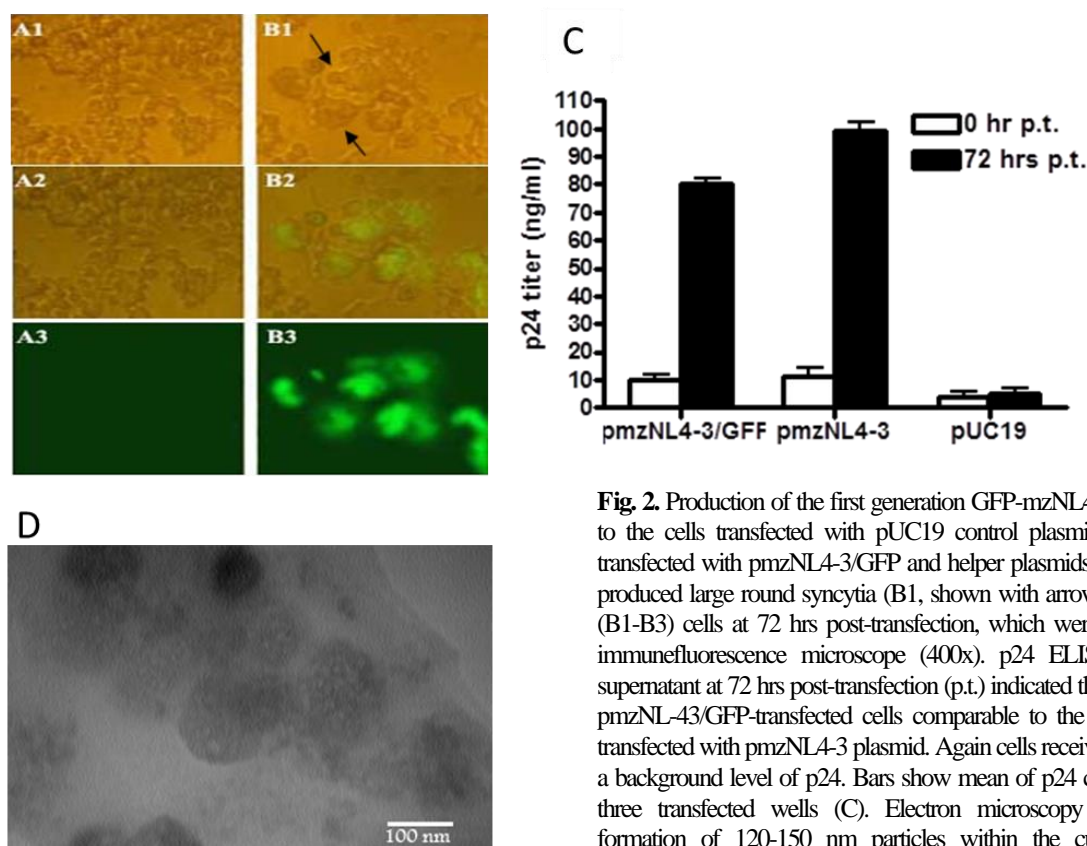 A1
B1
A2
B2
A3
B3
C
110
100
90
80
70
60
50
40
30
20
10
0
p24 titer (ng/ml)
0 hr p.t.
72 hrs p.t.
pmzNL4-3/GFF pmzNL4-3 pUC19
D
100 nm
Fig. 2. Production of the first generation GFP-mzNL4
to the cells transfected with pUC19 control plasmi
transfected with pmzNL4-3/GFP and helper plasmids
produced large round syncytia (B1, shown with arrow
(B1-B3) cells at 72 hrs post-transfection, which were
immunefluorescence microscope (400x). p24 ELIS
supernatant at 72 hrs post-transfection (p.t.) indicated th
pmzNL-43/GFP-transfected cells comparable to the
transfected with pmzNL4-3 plasmid. Again cells receiv
a background level of p24. Bars show mean of p24 c
three transfected wells (C). Electron microscopy
formation of 120-150 nm particles within the